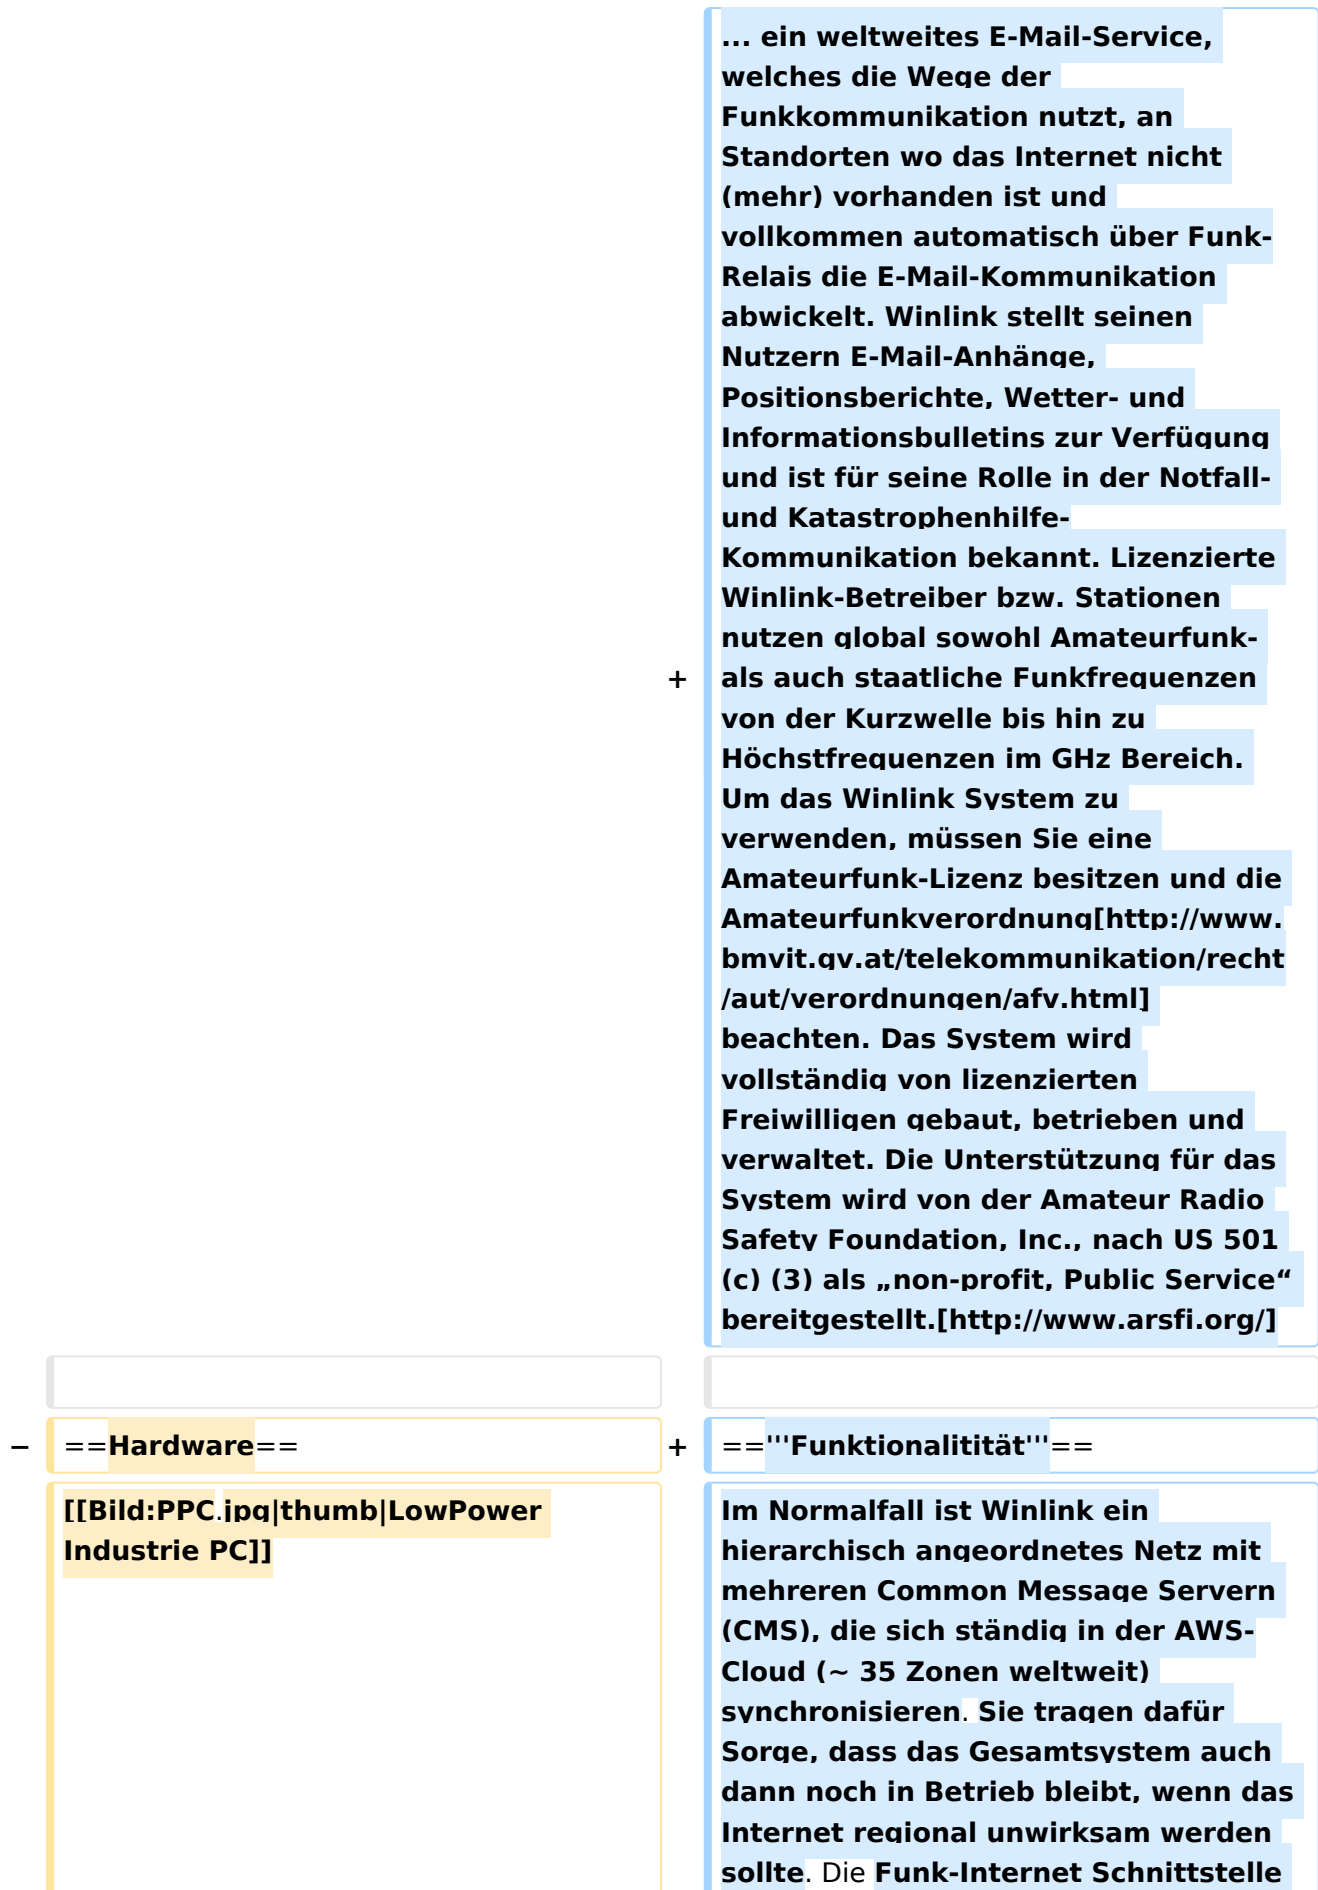 ... ein weltweites E-Mail-Service,
welches die Wege der
Funkkommunikation nutzt, an
Standorten wo das Internet nicht
(mehr) vorhanden ist und
vollkommen automatisch über Funk-
Relais die E-Mail-Kommunikation
abwickelt. Winlink stellt seinen
Nutzern E-Mail-Anhänge,
Positionsberichte, Wetter- und
Informationsbulletins zur Verfügung
und ist für seine Rolle in der Notfall-
und Katastrophenhilfe-
Kommunikation bekannt. Lizenzierte
Winlink-Betreiber bzw. Stationen
nutzen global sowohl Amateurfunk-
+ als auch staatliche Funkfrequenzen
von der Kurzwelle bis hin zu
Höchstfrequenzen im GHz Bereich.
Um das Winlink System zu
verwenden, müssen Sie eine
Amateurfunk-Lizenz besitzen und die
Amateurfunkverordnung[http://www.
bmvit.gv.at/telekommunikation/recht
/aut/verordnungen/afv.html]
beachten. Das System wird
vollständig von lizenzierten
Freiwilligen gebaut, betrieben und
verwaltet. Die Unterstützung für das
System wird von der Amateur Radio
Safety Foundation, Inc., nach US 501
(c) (3) als „non-profit, Public Service“
bereitgestellt.[http://www.arsfi.org/]
− ==Hardware==
+ =='''Funktionalitität'''==
[[Bild:PPC.jpg|thumb|LowPower
Industrie PC]]
Im Normalfall ist Winlink ein
hierarchisch angeordnetes Netz mit
mehreren Common Message Servern
(CMS), die sich ständig in der AWS-
Cloud (~ 35 Zonen weltweit)
synchronisieren. Sie tragen dafür
Sorge, dass das Gesamtsystem auch
dann noch in Betrieb bleibt, wenn das
Internet regional unwirksam werden
sollte. Die Funk-Internet Schnittstelle